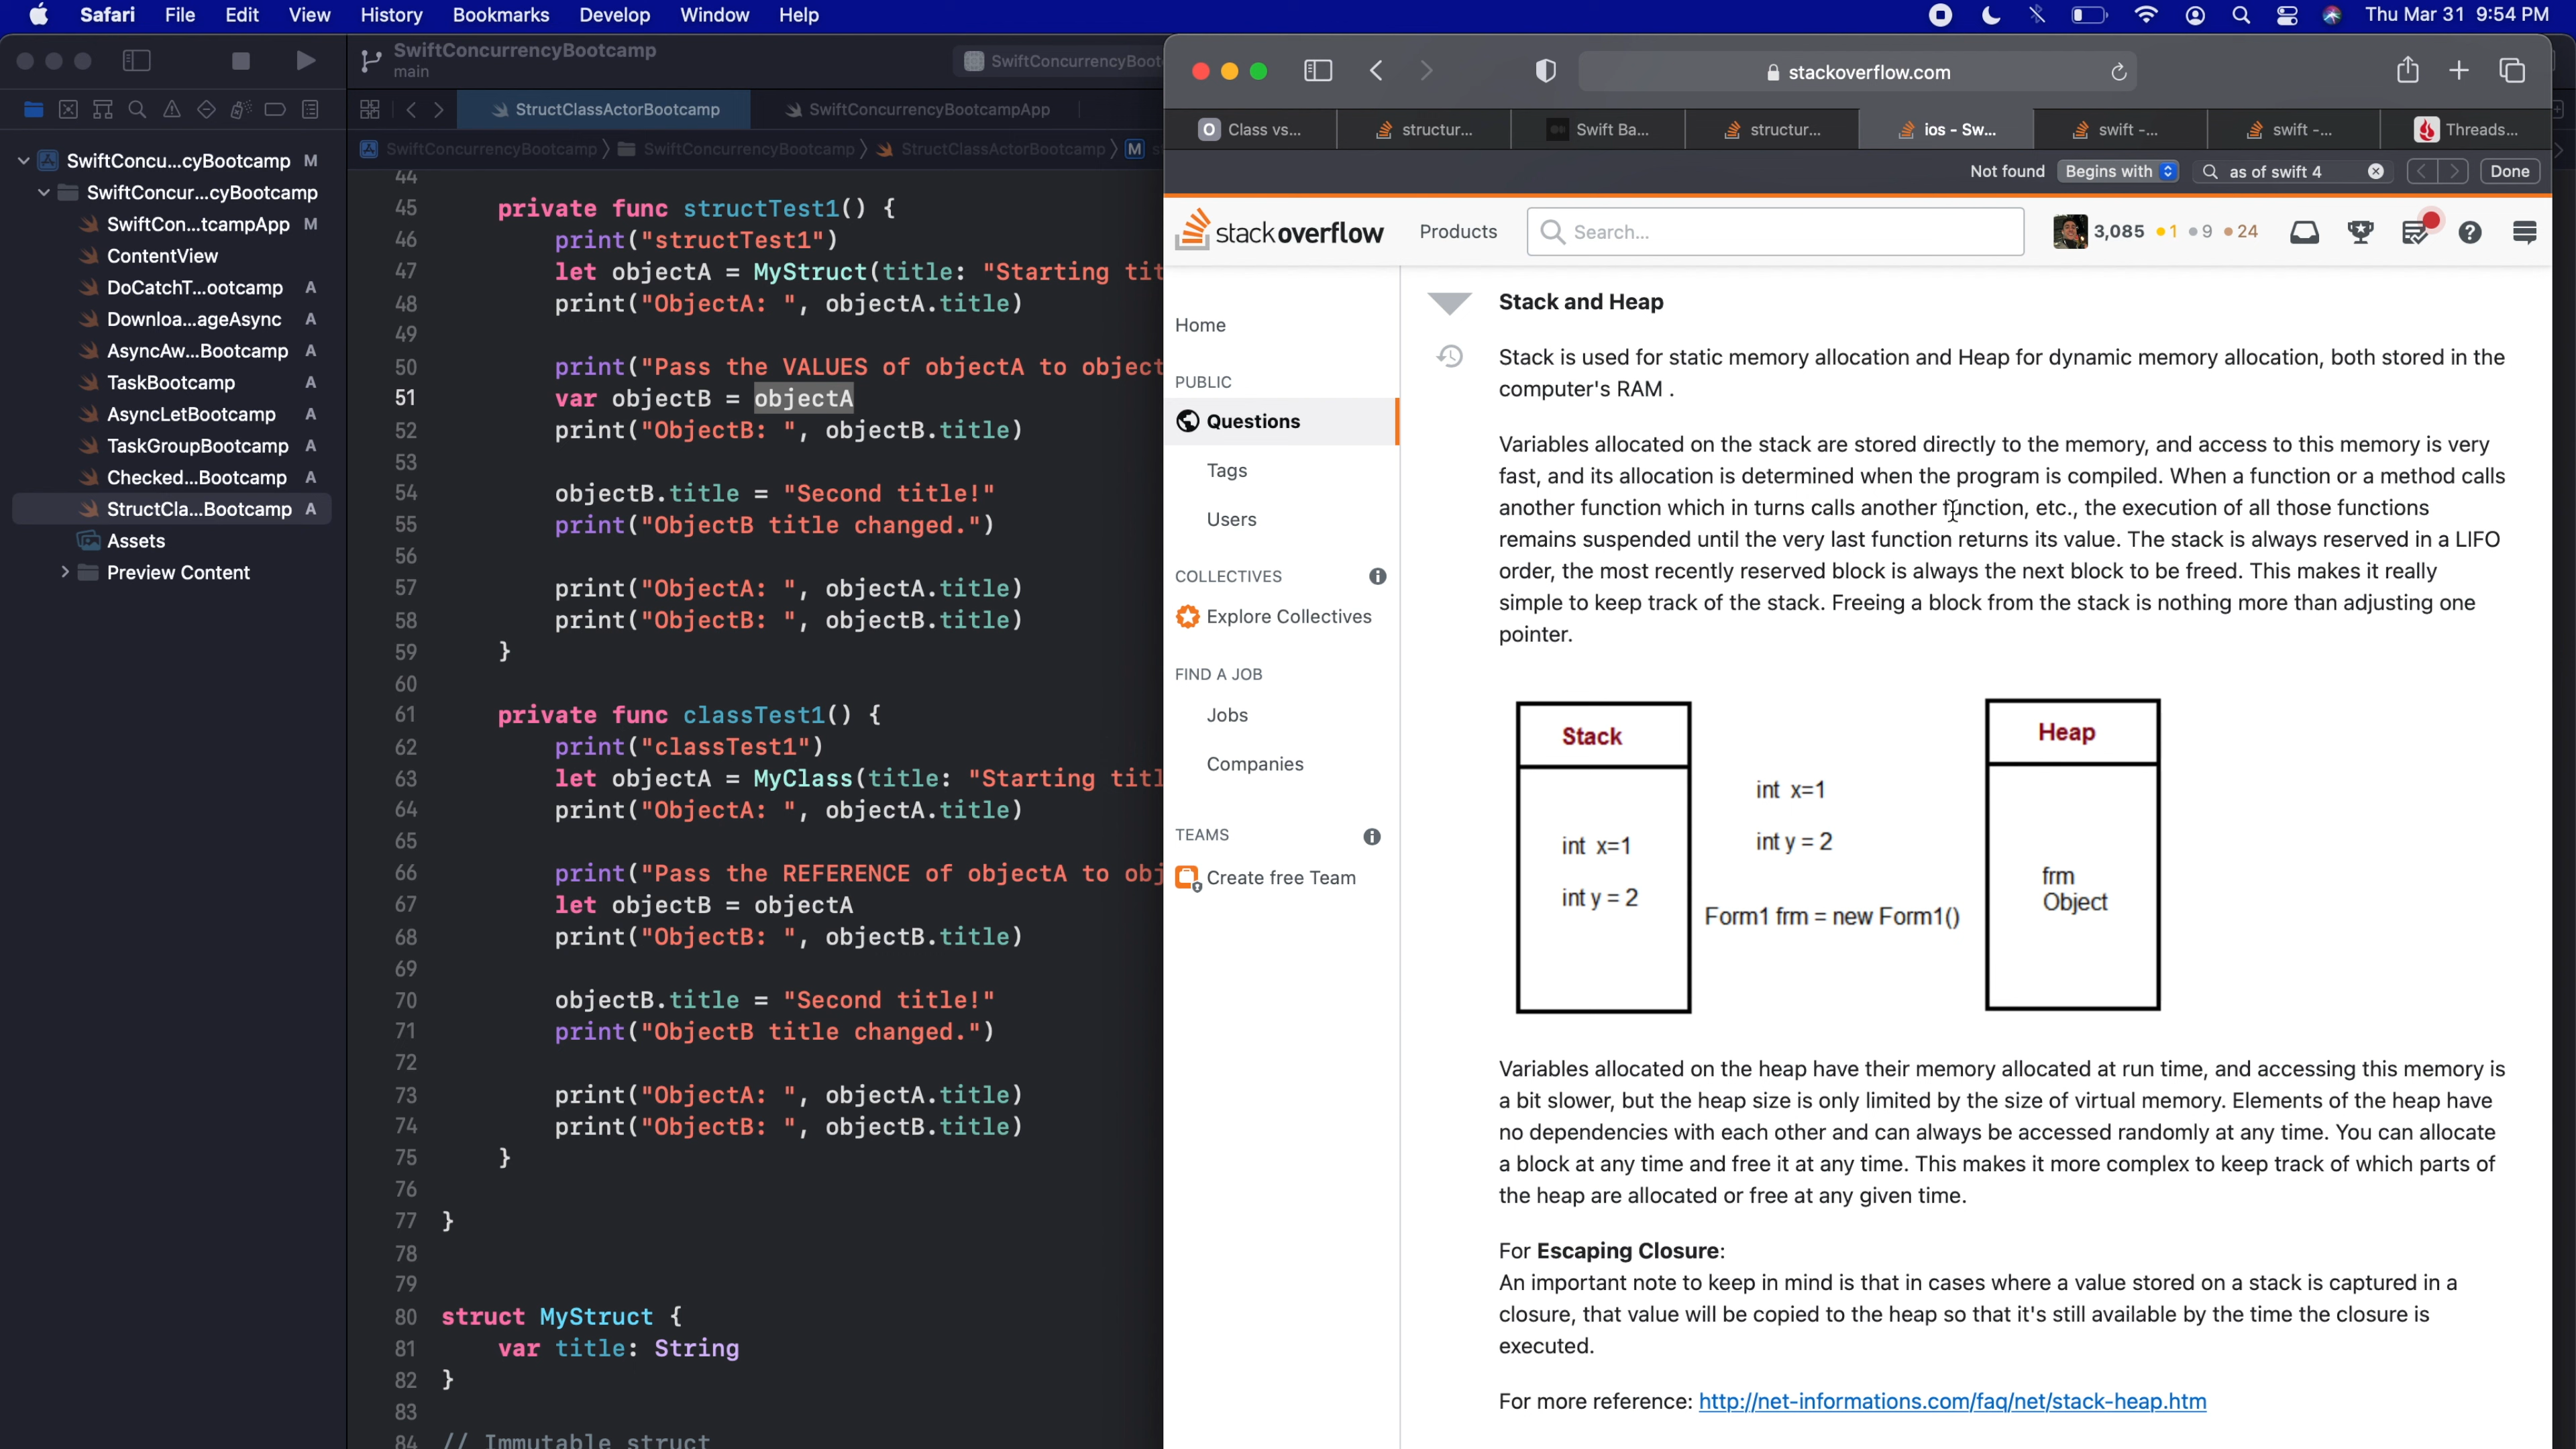 Safari File Edit View History Bookmarks Develop Window Help Thu Mar 31 9:54 PM
SwiftConcurrencyBootcamp
main
SwiftConcurrencyBoot
StructClassActorBootcamp
SwiftConcurrencyBootcampApp
SwiftConcurrencyBootcamp SwiftConcurrencyBootcamp StructClassActorBootcamp M
SwiftConcu...cyBootcamp M
SwiftConcur...cyBootcamp
SwiftCon...tcampApp M
ContentView
DoCatchT...ootcamp A
Downloa...ageAsync A
AsyncAw...Bootcamp A
TaskBootcamp A
AsyncLetBootcamp A
TaskGroupBootcamp A
Checked...Bootcamp A
StructCla...Bootcamp A
Assets
Preview Content
44
45 private func structTest1() {
46 print("structTest1")
47 let objectA = MyStruct(title: "Starting tit
48 print("ObjectA: ", objectA.title)
49
50 print("Pass the VALUES of objectA to object
51 var objectB = objectA
52 print("ObjectB: ", objectB.title)
53
54 objectB.title = "Second title!"
55 print("ObjectB title changed.")
56
57 print("ObjectA: ", objectA.title)
58 print("ObjectB: ", objectB.title)
59 }
60
61 private func classTest1() {
62 print("classTest1")
63 let objectA = MyClass(title: "Starting titl
64 print("ObjectA: ", objectA.title)
65
66 print("Pass the REFERENCE of objectA to obj
67 let objectB = objectA
68 print("ObjectB: ", objectB.title)
69
70 objectB.title = "Second title!"
71 print("ObjectB title changed.")
72
73 print("ObjectA: ", objectA.title)
74 print("ObjectB: ", objectB.title)
75 }
76
77 }
78
79
80 struct MyStruct {
81 var title: String
82 }
83
84 // Immutable struct
stackoverflow.com
O Class vs...
structur...
Swift Ba...
structur...
ios - Sw...
swift -...
swift -...
Threads...
Not found Begins with as of swift 4 Done
stackoverflow Products Search... 3,085 1 9 24
Home
PUBLIC
Questions
Tags
Users
COLLECTIVES
Explore Collectives
FIND A JOB
Jobs
Companies
TEAMS
Create free Team
Stack and Heap
Stack is used for static memory allocation and Heap for dynamic memory allocation, both stored in the
computer's RAM .
Variables allocated on the stack are stored directly to the memory, and access to this memory is very
fast, and its allocation is determined when the program is compiled. When a function or a method calls
another function which in turns calls another function, etc., the execution of all those functions
remains suspended until the very last function returns its value. The stack is always reserved in a LIFO
order, the most recently reserved block is always the next block to be freed. This makes it really
simple to keep track of the stack. Freeing a block from the stack is nothing more than adjusting one
pointer.
Stack
int x=1
int y = 2
int x=1
int y = 2
Form1 frm = new Form1()
Heap
frm
Object
Variables allocated on the heap have their memory allocated at run time, and accessing this memory is
a bit slower, but the heap size is only limited by the size of virtual memory. Elements of the heap have
no dependencies with each other and can always be accessed randomly at any time. You can allocate
a block at any time and free it at any time. This makes it more complex to keep track of which parts of
the heap are allocated or free at any given time.
For Escaping Closure:
An important note to keep in mind is that in cases where a value stored on a stack is captured in a
closure, that value will be copied to the heap so that it's still available by the time the closure is
executed.
For more reference: http://net-informations.com/faq/net/stack-heap.htm